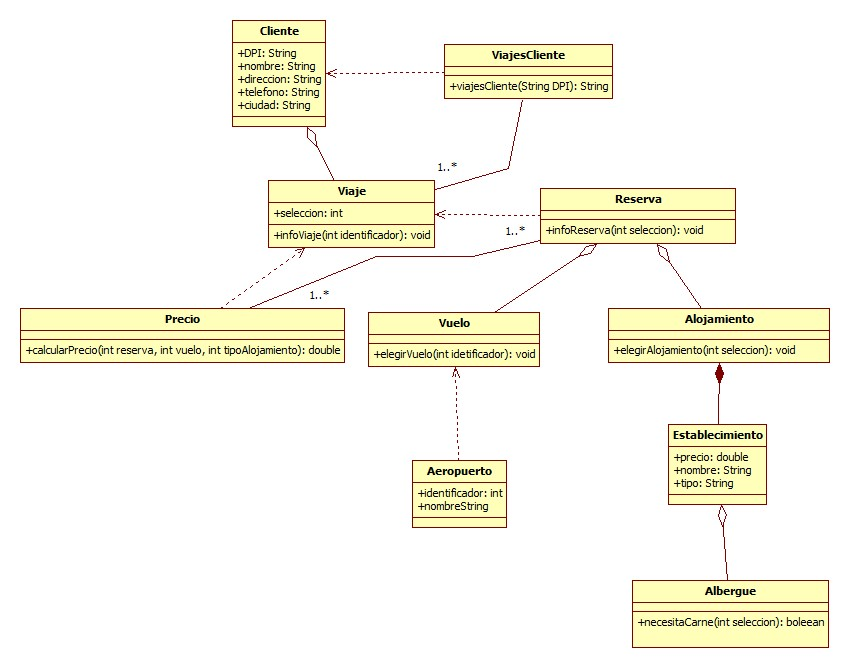 Cliente
+DPI: String
+nombre: String
+direccion: String
+telefono: String
+ciudad: String
ViajesCliente
+viajesCliente(String DPI): String
1..*
Viaje
+seleccion: int
+infoViaje(int identificador): void
Reserva
+infoReserva(int seleccion): void
1..*
1..*
Precio
+calcularPrecio(int reserva, int vuelo, int tipoAlojamiento): double
Vuelo
+elegirVuelo(int idetificador): void
Alojamiento
+elegirAlojamiento(int seleccion): void
Establecimiento
+precio: double
+nombre: String
+tipo: String
Aeropuerto
+identificador: int
+nombreString
Albergue
+necesitaCarne(int seleccion): boleean